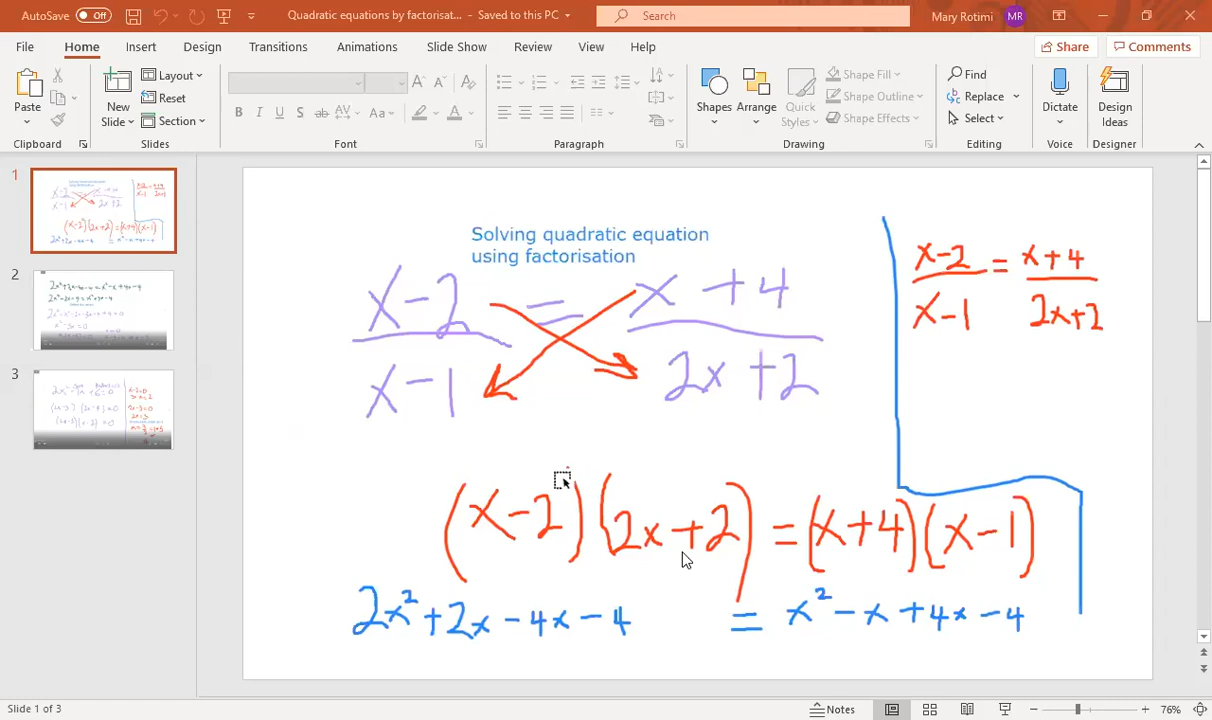 AutoSave Off Quadratic equations by factorisat... - Saved to this PC Search Mary Rotimi MR
File Home Insert Design Transitions Animations Slide Show Review View Help Share Comments
Paste New Slide Layout Reset Section Shapes Arrange Quick Styles Shape Fill Shape Outline Shape Effects Find Replace Select Dictate Design Ideas
Clipboard Slides Font Paragraph Drawing Editing Voice Designer
1
2
3
Solving quadratic equation
using factorisation
x-2 = x+4
x-1 2x+2
x-2 = x+4
x-1 2x+2
(x-2)(2x+2) = (x+4)(x-1)
2x²+2x-4x-4 = x²-x+4x-4
Slide 1 of 3 Notes 76%